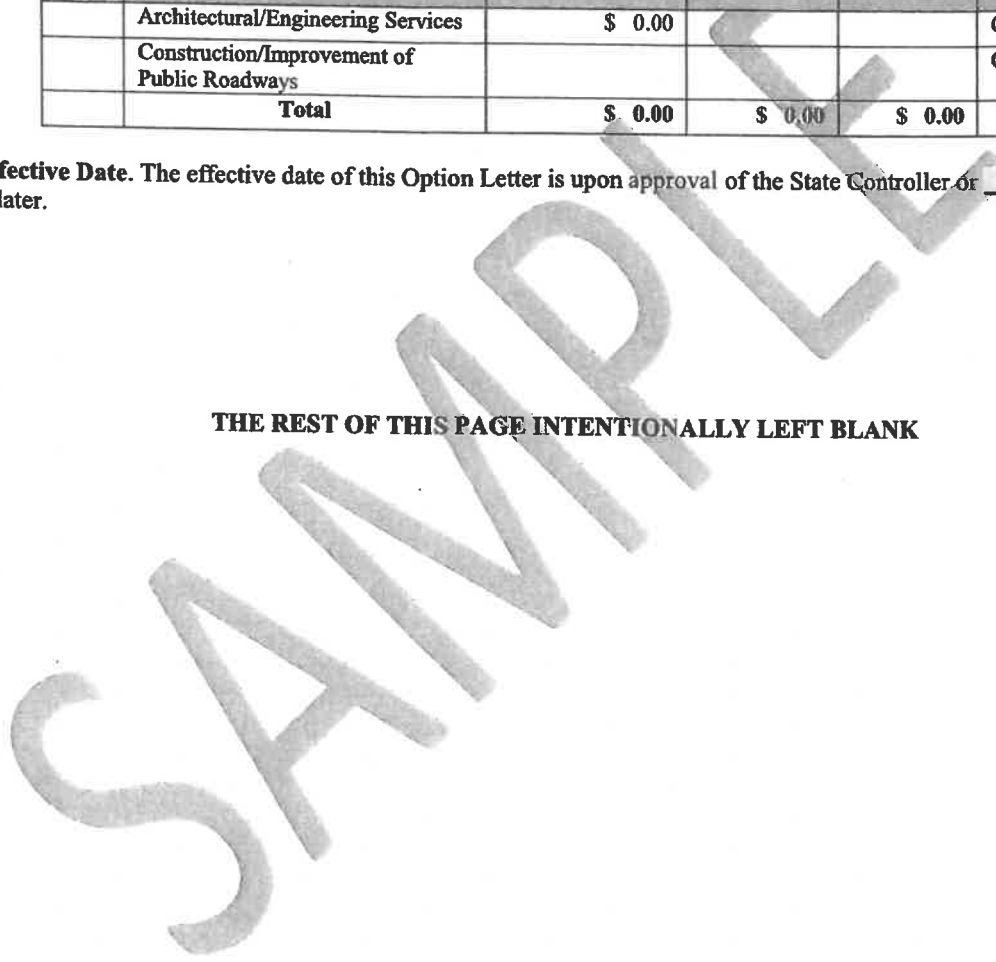 Architectural/Engineering Services $ 0.00
Construction/Improvement of
Public Roadways
Total $ 0.00 $ 0.00 $ 0.00
fective Date. The effective date of this Option Letter is upon approval of the State Controller or _
later.
THE REST OF THIS PAGE INTENTIONALLY LEFT BLANK
SAMPLE